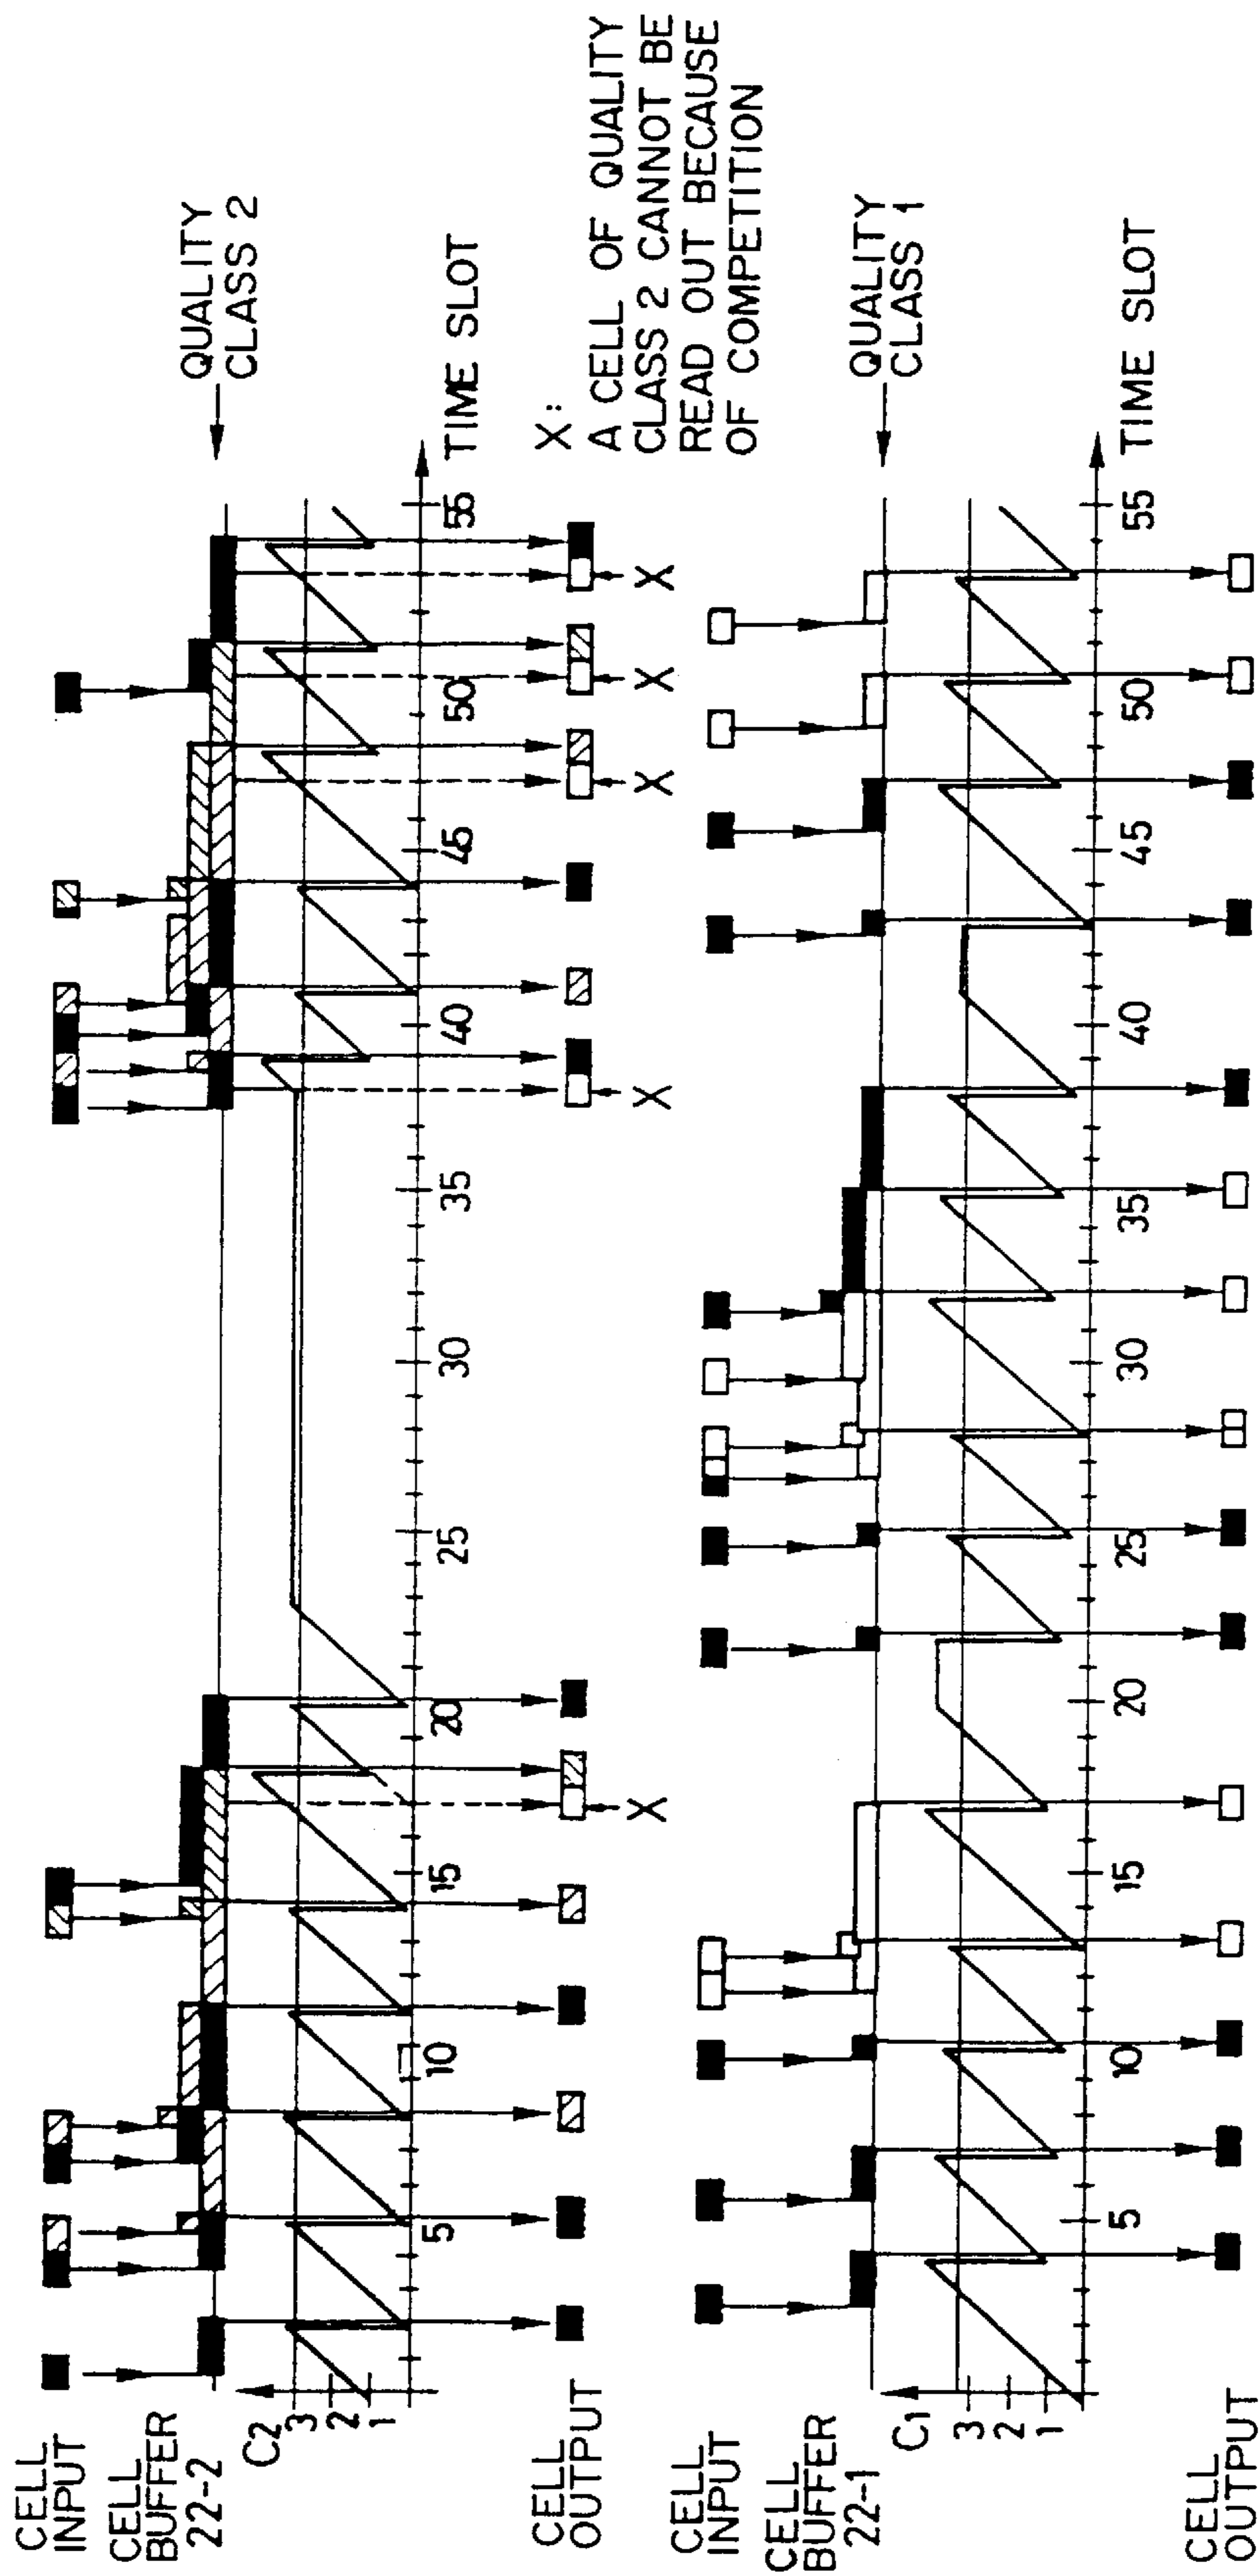 CELL
INPUT
CELL
BUFFER
22-2
QUALITY
CLASS 2
C2
3
2
1
5
10
15
20
25
30
35
40
45
50
55
TIME SLOT
CELL
OUTPUT
X
X
X
X
X
X:
A CELL OF QUALITY
CLASS 2 CANNOT BE
READ OUT BECAUSE
OF COMPETITION
CELL
INPUT
CELL
BUFFER
22-1
QUALITY
CLASS 1
C1
3
2
1
5
10
15
20
25
30
35
40
45
50
55
TIME SLOT
CELL
OUTPUT